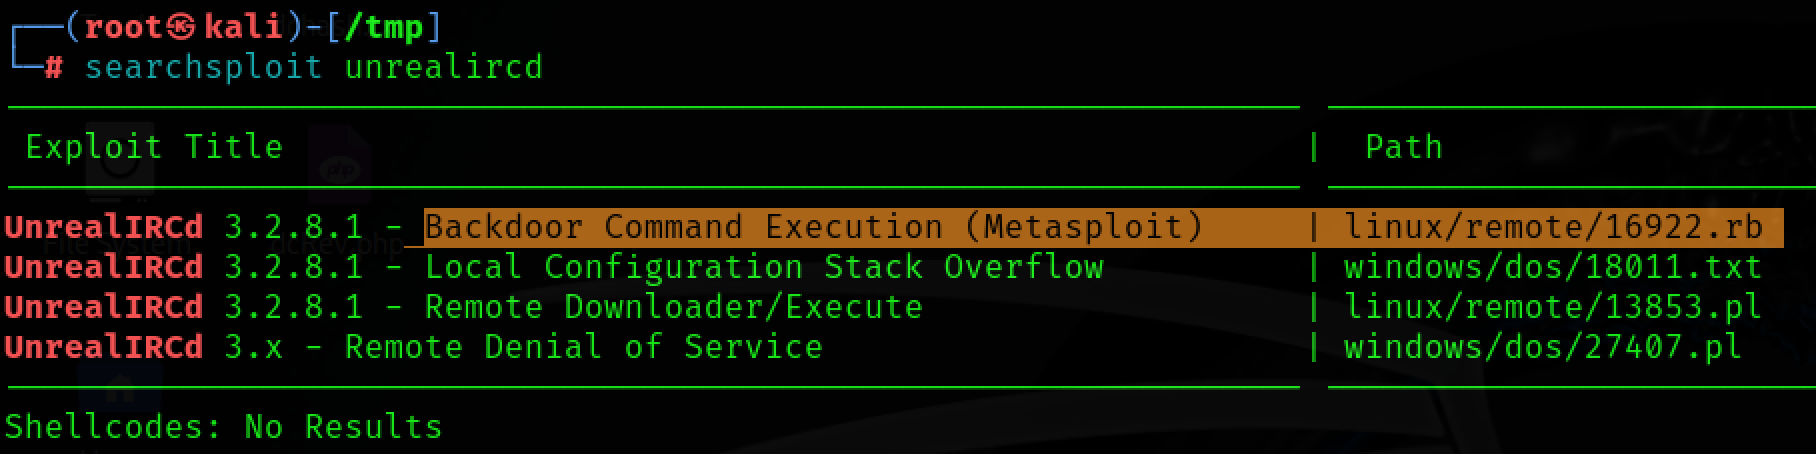 (root㉿kali)-[/tmp]
# searchsploit unrealircd
Exploit Title | Path
UnrealIRCd 3.2.8.1 - Backdoor Command Execution (Metasploit) | linux/remote/16922.rb
UnrealIRCd 3.2.8.1 - Local Configuration Stack Overflow | windows/dos/18011.txt
UnrealIRCd 3.2.8.1 - Remote Downloader/Execute | linux/remote/13853.pl
UnrealIRCd 3.x - Remote Denial of Service | windows/dos/27407.pl
Shellcodes: No Results